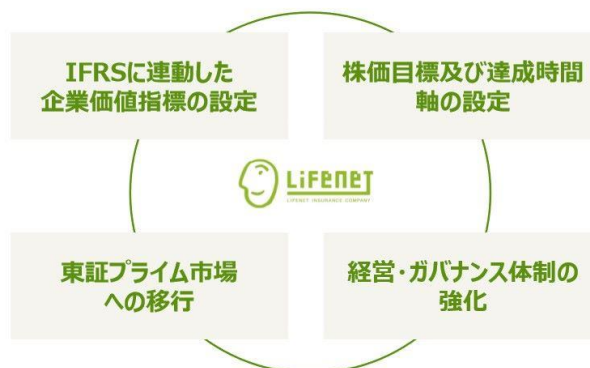 IFRSに連動した
企業価値指標の設定
株価目標及び達成時間
軸の設定
LIFENET
LIFENET INSURANCE COMPANY
東証プライム市場
への移行
経営・ガバナンス体制の
強化